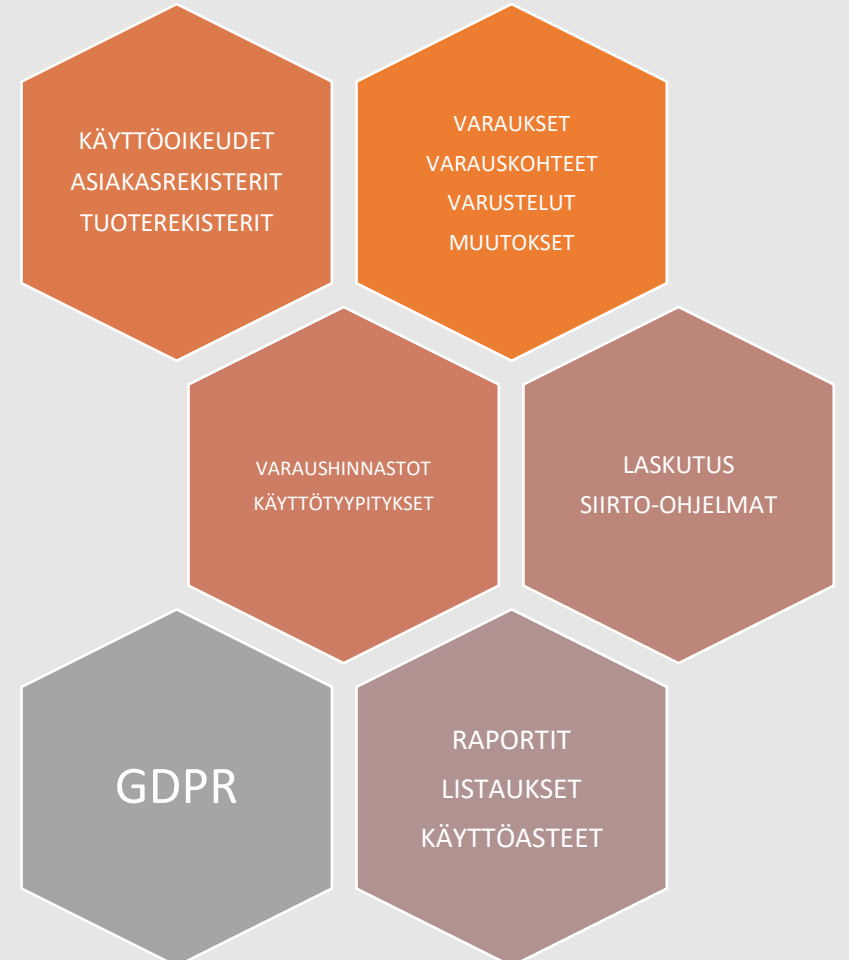 KÄYTTÖOIKEUDET
ASIAKASREKISTERIT
TUOTEREKISTERIT
VARAUKSET
VARAUSKOHTEET
VARUSTELUT
MUUTOKSET
VARAUSHINNASTOT
KÄYTTÖTYYPITYKSET
LASKUTUS
SIIRTO-OHJELMAT
GDPR
RAPORTIT
LISTAUKSET
KÄYTTÖASTEET